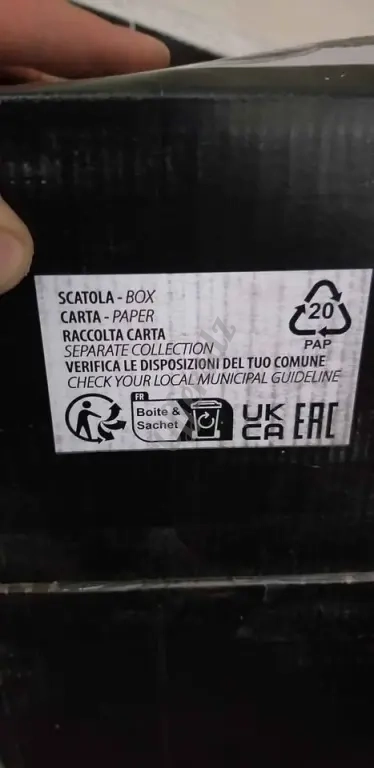 SCATOLA - BOX
CARTA - PAPER
RACCOLTA CARTA
SEPARATE COLLECTION
VERIFICA LE DISPOSIZIONI DEL TUO COMUNE
CHECK YOUR LOCAL MUNICIPAL GUIDELINE
20
PAP
FR
Boite &
Sachet
UK
CA
EAC